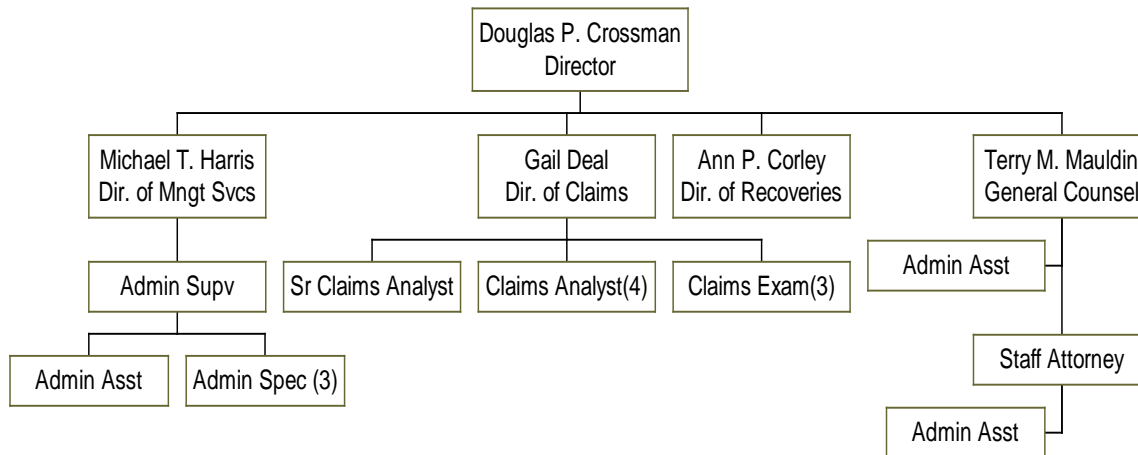 Douglas P. Crossman
Director
Michael T. Harris
Dir. of Mngt Svcs
Gail Deal
Dir. of Claims
Ann P. Corley
Dir. of Recoveries
Terry M. Mauldin
General Counsel
Admin Supv
Sr Claims Analyst
Claims Analyst(4)
Claims Exam(3)
Admin Asst
Admin Asst
Admin Spec (3)
Staff Attorney
Admin Asst